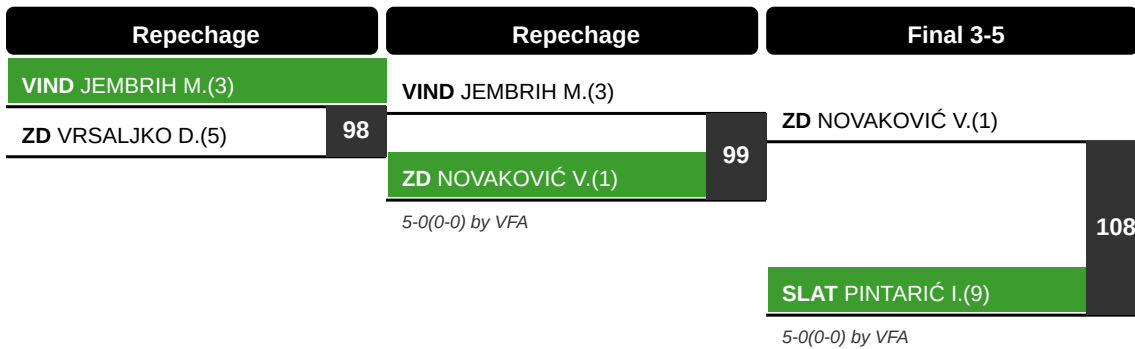 Repechage
Repechage
Final 3-5
VIND JEMBRIH M.(3)
ZD VRSALJKO D.(5)
98
VIND JEMBRIH M.(3)
99
ZD NOVAKOVIĆ V.(1)
5-0(0-0) by VFA
ZD NOVAKOVIĆ V.(1)
108
SLAT PINTARIĆ I.(9)
5-0(0-0) by VFA